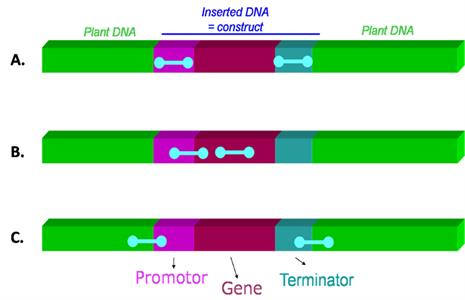 Inserted DNA
Plant DNA = construct Plant DNA
A.
B.
C.
Promotor Gene Terminator